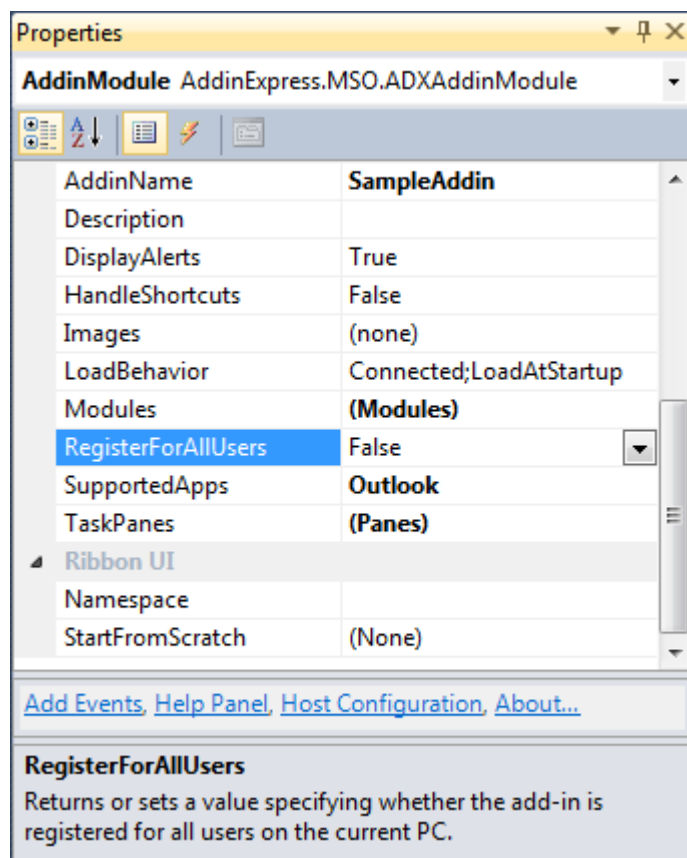 Properties
AddinModule AddinExpress.MSO.ADXAddinModule
AddinName SampleAddin
Description
DisplayAlerts True
HandleShortcuts False
Images (none)
LoadBehavior Connected;LoadAtStartup
Modules (Modules)
RegisterForAllUsers False
SupportedApps Outlook
TaskPanes (Panes)
Ribbon UI
Namespace
StartFromScratch (None)
Add Events, Help Panel, Host Configuration, About...
RegisterForAllUsers
Returns or sets a value specifying whether the add-in is
registered for all users on the current PC.